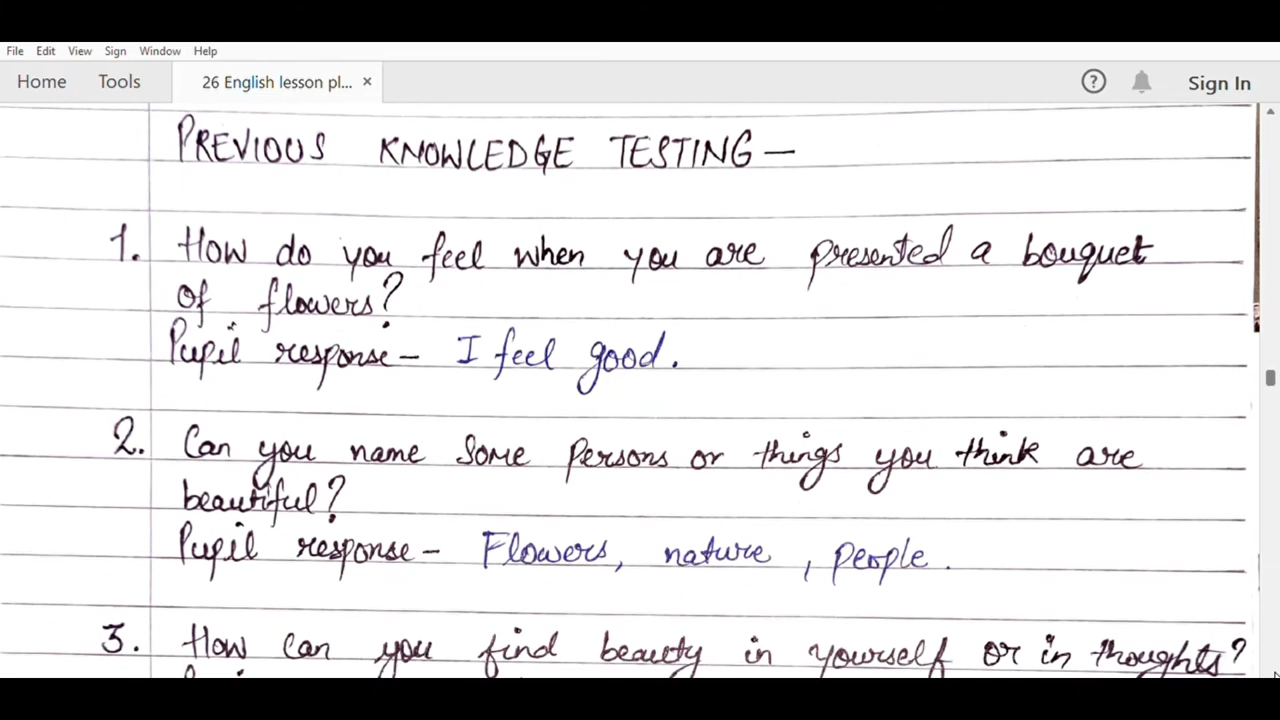 File Edit View Sign Window Help
Home Tools 26 English lesson pl... × ? Sign In
PREVIOUS KNOWLEDGE TESTING —
1. How do you feel when you are presented a bouquet
of flowers?
Pupil response – I feel good.
2. Can you name some persons or things you think are
beautiful?
Pupil response – Flowers, nature, people.
3. How can you find beauty in yourself or in thoughts?